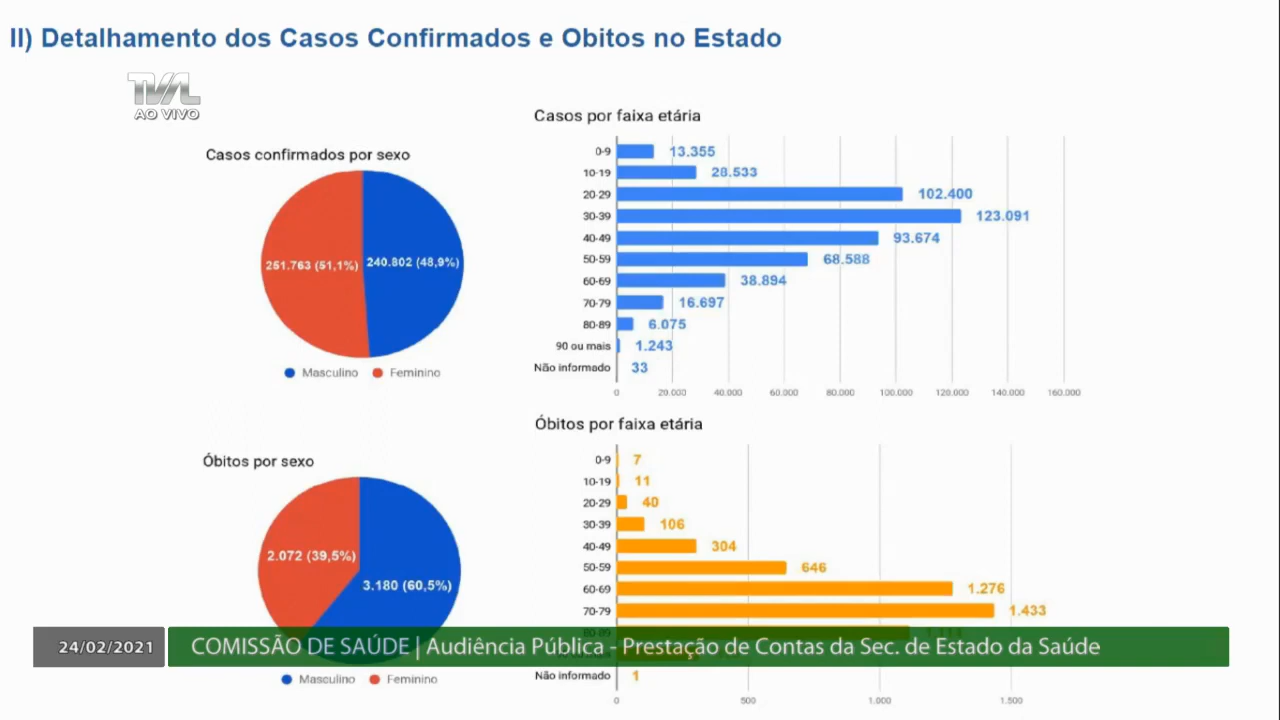 II) Detalhamento dos Casos Confirmados e Obitos no Estado
TVAL
AO VIVO
Casos confirmados por sexo
251.763 (51,1%)
240.802 (48,9%)
Masculino
Feminino
Casos por faixa etária
0-9 13.355
10-19 28.533
20-29 102.400
30-39 123.091
40-49 93.674
50-59 68.588
60-69 38.894
70-79 16.697
80-89 6.075
90 ou mais 1.243
Não informado 33
0 20.000 40.000 60.000 80.000 100.000 120.000 140.000 160.000
Óbitos por sexo
2.072 (39,5%)
3.180 (60,5%)
Masculino
Feminino
Óbitos por faixa etária
0-9 7
10-19 11
20-29 40
30-39 106
40-49 304
50-59 646
60-69 1.276
70-79 1.433
Não informado 1
0 500 1.000 1.500
24/02/2021
COMISSÃO DE SAÚDE | Audiência Pública - Prestação de Contas da Sec. de Estado da Saúde